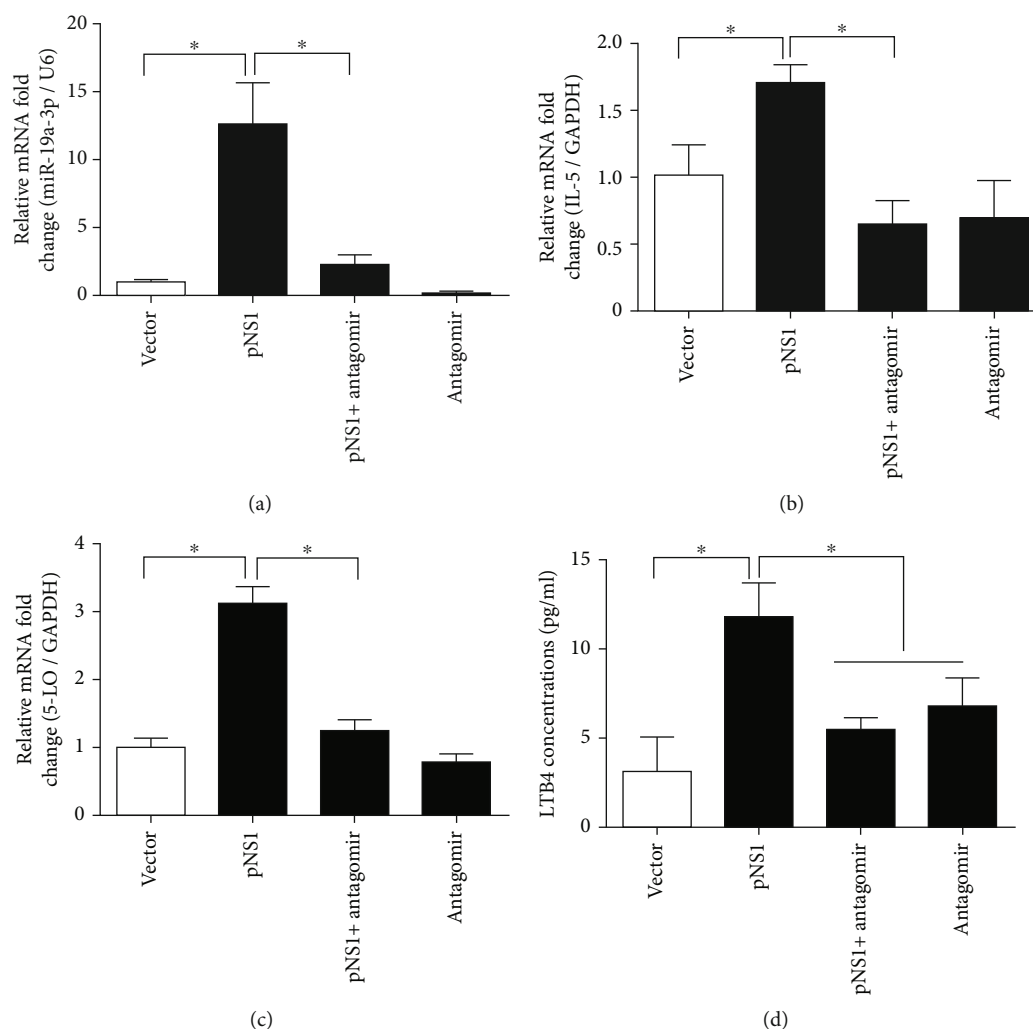 Relative mRNA fold
change (miR-19a-3p / U6)
20
15
10
5
0
*
*
Vector
pNS1
pNS1+ antagomir
Antagomir
(a)
Relative mRNA fold
change (IL-5 / GAPDH)
2.0
1.5
1.0
0.5
0
*
*
Vector
pNS1
pNS1+ antagomir
Antagomir
(b)
Relative mRNA fold
change (5-LO / GAPDH)
4
3
2
1
0
*
*
Vector
pNS1
pNS1+ antagomir
Antagomir
(c)
LTB4 concentrations (pg/ml)
15
10
5
0
*
*
Vector
pNS1
pNS1+ antagomir
Antagomir
(d)